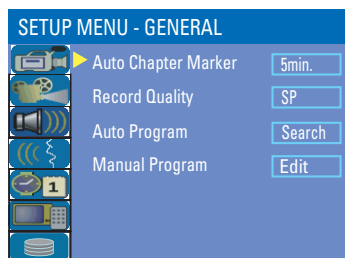 SETUP MENU - GENERAL
Auto Chapter Marker 5min.
Record Quality SP
Auto Program Search
Manual Program Edit
1